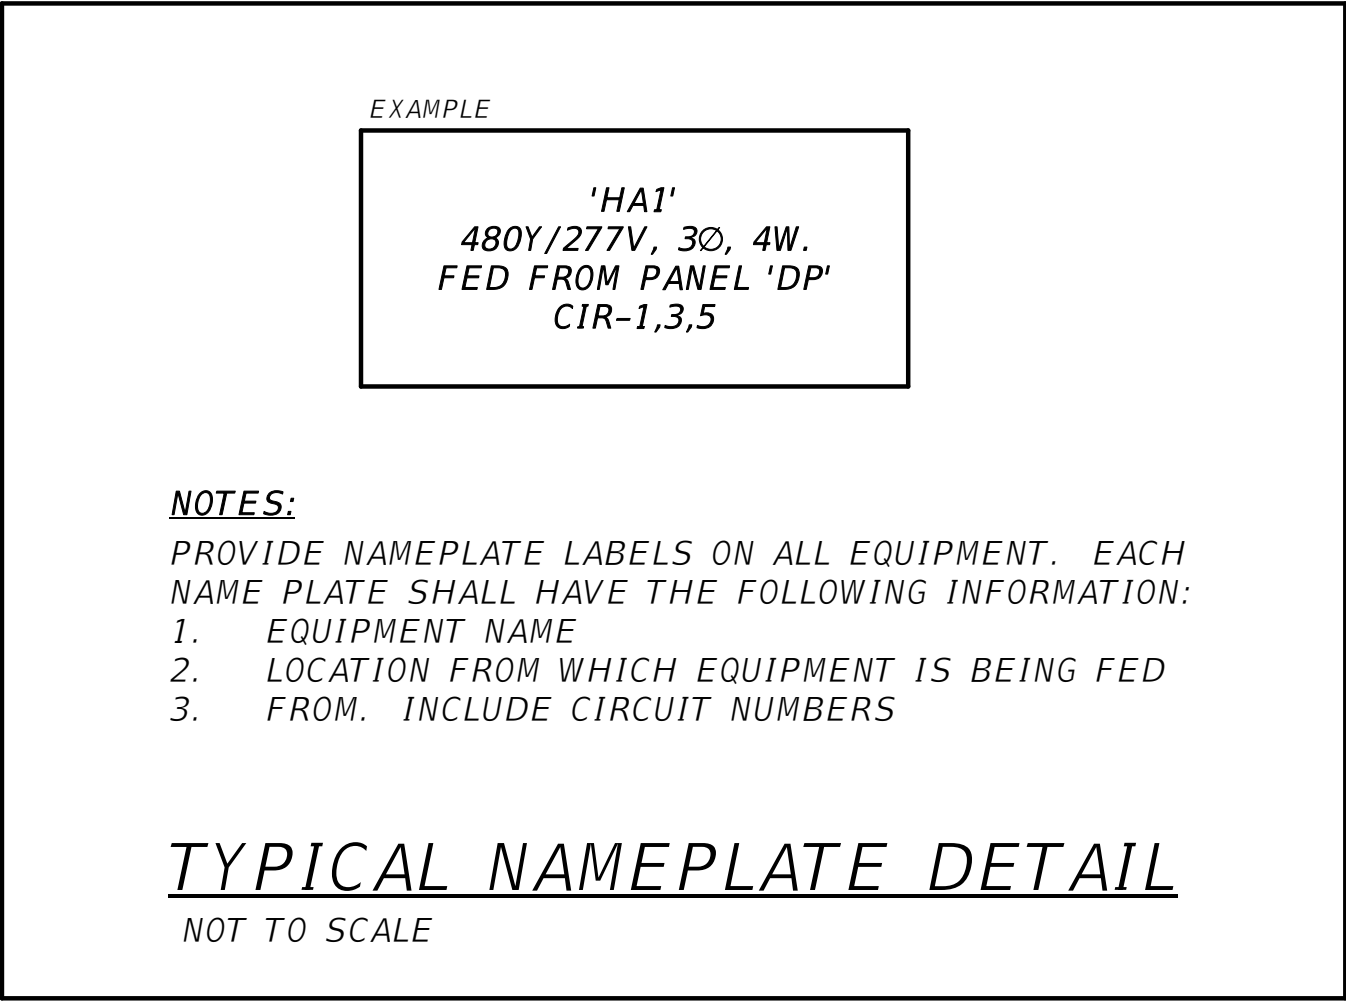 EXAMPLE
'HA1'
480Y/277V, 3∅, 4W.
FED FROM PANEL 'DP'
CIR-1,3,5
NOTES:
PROVIDE NAMEPLATE LABELS ON ALL EQUIPMENT. EACH
NAME PLATE SHALL HAVE THE FOLLOWING INFORMATION:
1. EQUIPMENT NAME
2. LOCATION FROM WHICH EQUIPMENT IS BEING FED
3. FROM. INCLUDE CIRCUIT NUMBERS
TYPICAL NAMEPLATE DETAIL
NOT TO SCALE